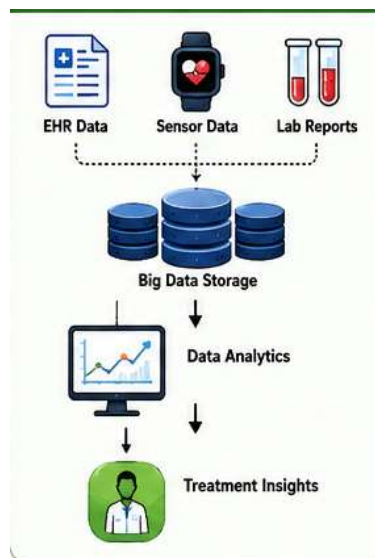 EHR Data
Sensor Data
Lab Reports
Big Data Storage
Data Analytics
Treatment Insights